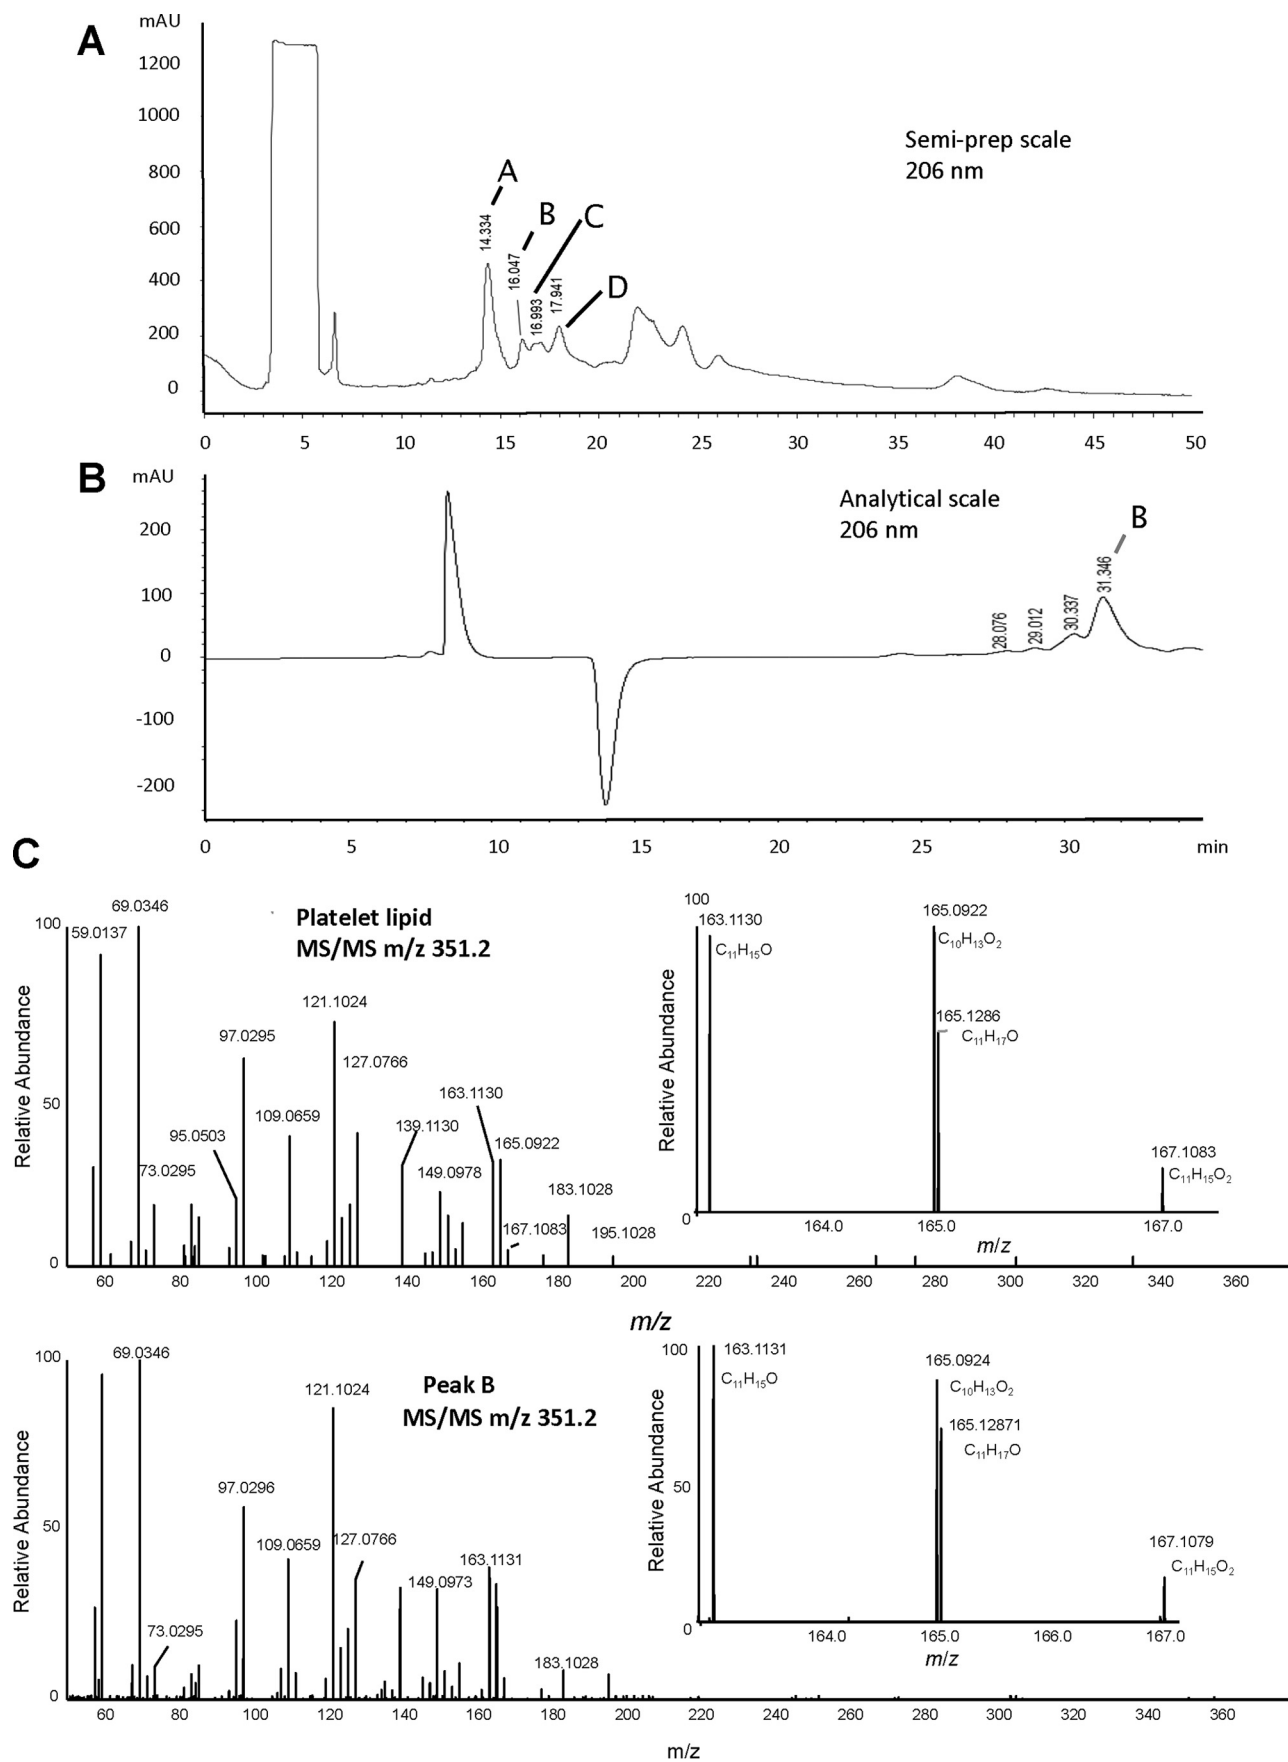 A
mAU
1200
1000
800
600
400
200
0
Semi-prep scale
206 nm
A
B
C
D
14.334
16.047
16.993
17.941
0 5 10 15 20 25 30 35 40 45 50
B
mAU
200
100
0
-100
-200
Analytical scale
206 nm
B
28.076
29.012
30.337
31.346
0 5 10 15 20 25 30 min
C
Platelet lipid
MS/MS m/z 351.2
Relative Abundance
100
50
0
59.0137
69.0346
73.0295
95.0503
97.0295
109.0659
121.1024
127.0766
139.1130
149.0978
163.1130
165.0922
167.1083
183.1028
195.1028
60 80 100 120 140 160 180 200 220 240 260 280 300 320 340 360
m/z
100
0
Relative Abundance
163.1130
C11H15O
165.0922
C10H13O2
165.1286
C11H17O
167.1083
C11H15O2
164.0 165.0 167.0
m/z
Peak B
MS/MS m/z 351.2
Relative Abundance
100
50
0
69.0346
73.0295
97.0296
109.0659
121.1024
127.0766
149.0973
163.1131
183.1028
60 80 100 120 140 160 180 200 220 240 260 280 300 320 340 360
m/z
100
50
0
Relative Abundance
163.1131
C11H15O
165.0924
C10H13O2
165.12871
C11H17O
167.1079
C11H15O2
164.0 165.0 166.0 167.0
m/z